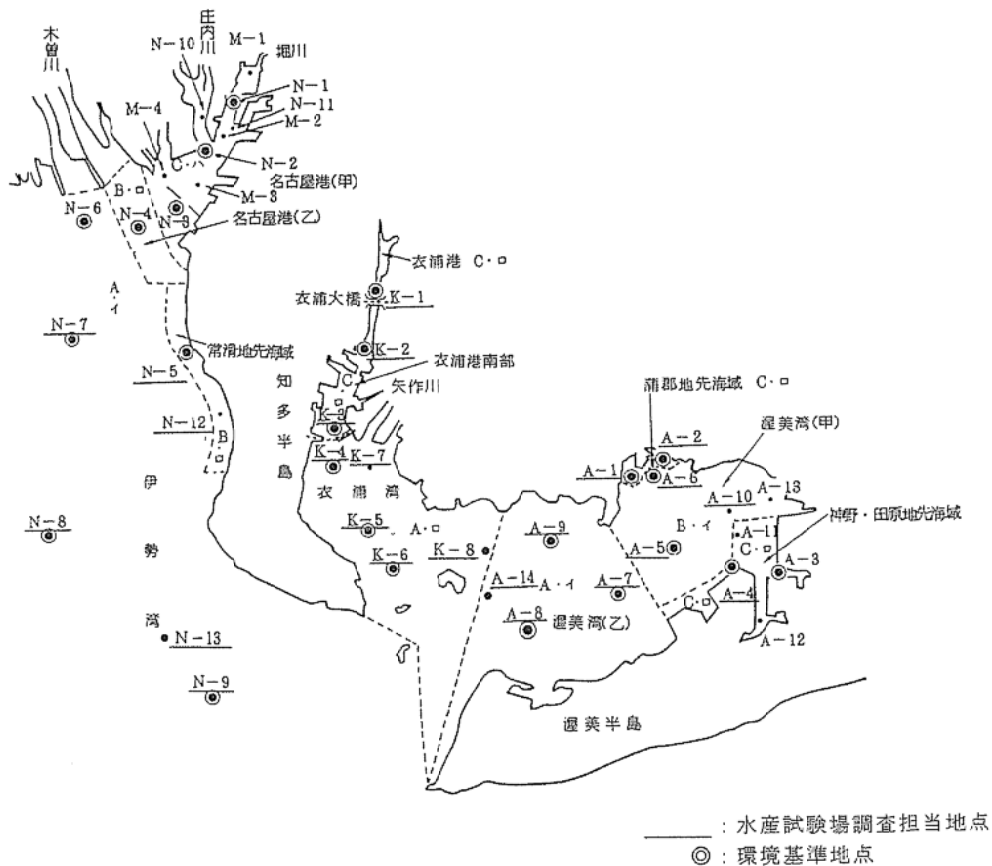 木曽川
庄内川
N-10
M-1
堀川
N-1
N-11
M-2
M-4
C・ハ
N-2
名古屋港(甲)
B・ロ
M-3
N-6
N-4
N-3
名古屋港(乙)
A・イ
衣浦港 C・ロ
衣浦大橋
K-1
N-7
常滑地先海域
K-2
衣浦港南部
N-5
知多半島
C・ロ
矢作川
蒲郡地先海域 C・ロ
渥美湾(甲)
N-12
B・ロ
K-3
A-2
K-4
K-7
A-1
A-6
伊勢湾
衣浦湾
A-10
A-13
神野・田原地先海域
N-8
K-5
A・ロ
A-9
B・イ
A-11
C・ロ
K-8
A-5
A-3
K-6
A-14
A・イ
A-7
C・ロ
A-4
A-8
渥美湾(乙)
N-13
A-12
N-9
渥美半島
：水産試験場調査担当地点
◎：環境基準地点